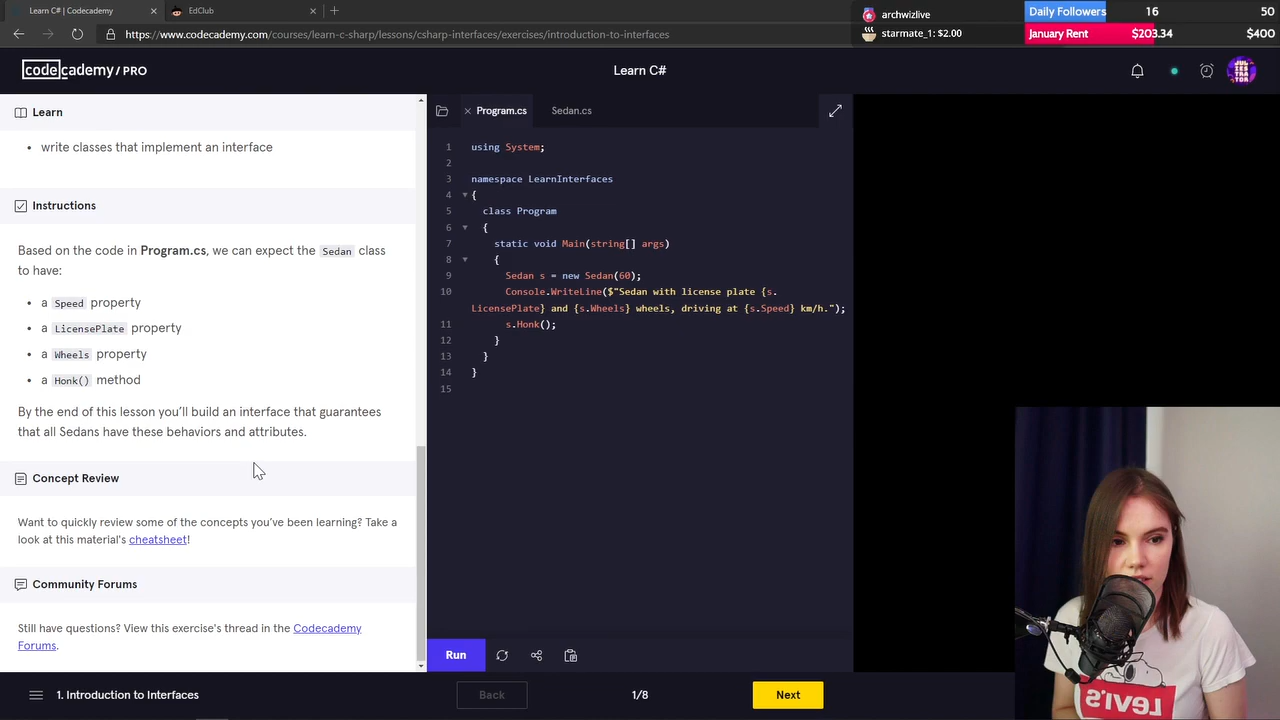 Learn C# | Codecademy
EdClub
https://www.codecademy.com/courses/learn-c-sharp/lessons/csharp-interfaces/exercises/introduction-to-interfaces
archwizlive
starmate_1: $2.00
Daily Followers 16 50
January Rent $203.34 $400
codecademy/PRO
Learn C#
Learn
write classes that implement an interface
Instructions
Based on the code in Program.cs, we can expect the Sedan class
to have:
a Speed property
a LicensePlate property
a Wheels property
a Honk() method
By the end of this lesson you’ll build an interface that guarantees
that all Sedans have these behaviors and attributes.
Concept Review
Want to quickly review some of the concepts you’ve been learning? Take a
look at this material's cheatsheet!
Community Forums
Still have questions? View this exercise's thread in the Codecademy
Forums.
Program.cs Sedan.cs
1 using System;
2
3 namespace LearnInterfaces
4 {
5 class Program
6 {
7 static void Main(string[] args)
8 {
9 Sedan s = new Sedan(60);
10 Console.WriteLine($"Sedan with license plate {s.
LicensePlate} and {s.Wheels} wheels, driving at {s.Speed} km/h.");
11 s.Honk();
12 }
13 }
14 }
15
Run
1. Introduction to Interfaces
Back
1/8
Next
LEVI'S